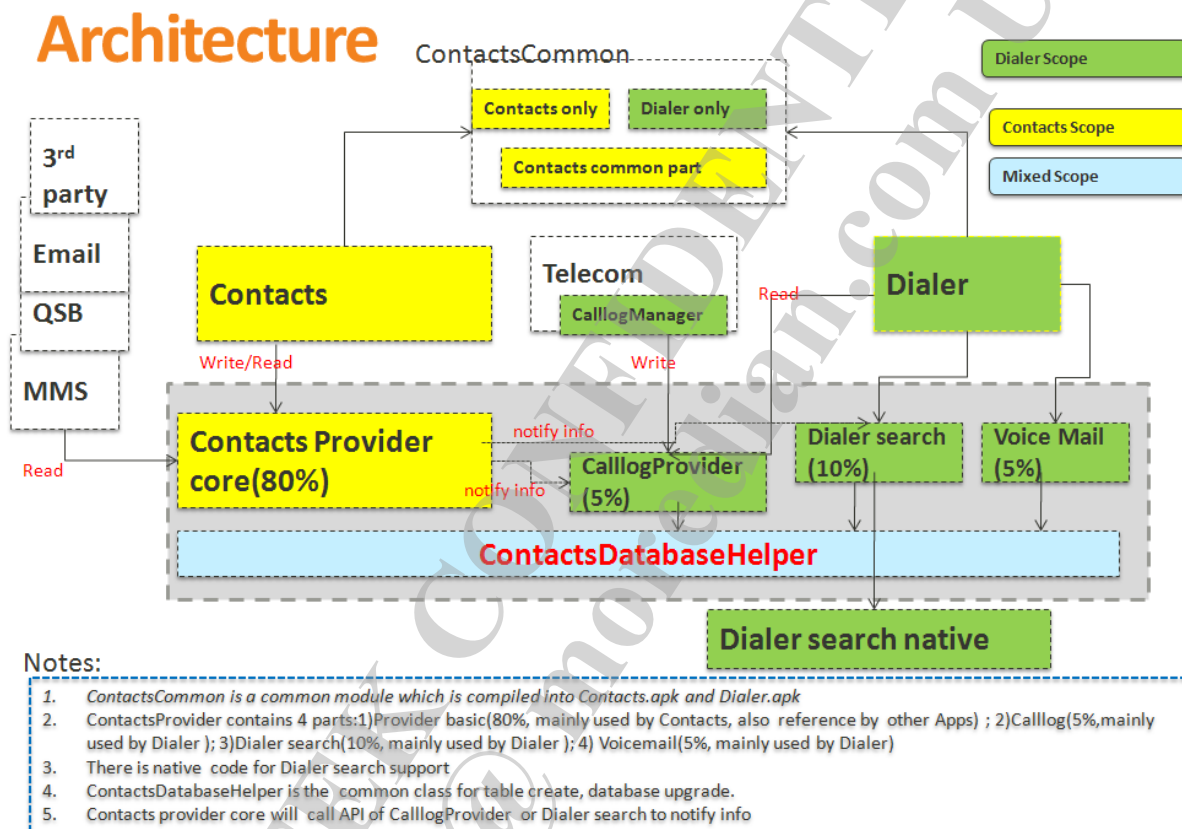 Architecture
ContactsCommon
Contacts only
Dialer only
Contacts common part
Dialer Scope
Contacts Scope
Mixed Scope
3rd
party
Email
QSB
MMS
Read
Contacts
Write/Read
Telecom
CalllogManager
Write
Read
Dialer
Contacts Provider
core(80%)
notify info
notify info
CalllogProvider
(5%)
Dialer search
(10%)
Voice Mail
(5%)
ContactsDatabaseHelper
Dialer search native
Notes:
1. ContactsCommon is a common module which is compiled into Contacts.apk and Dialer.apk
2. ContactsProvider contains 4 parts:1)Provider basic(80%, mainly used by Contacts, also reference by other Apps) ; 2)Calllog(5%,mainly
used by Dialer ); 3)Dialer search(10%, mainly used by Dialer ); 4) Voicemail(5%, mainly used by Dialer)
3. There is native code for Dialer search support
4. ContactsDatabaseHelper is the common class for table create, database upgrade.
5. Contacts provider core will call API of CalllogProvider or Dialer search to notify info